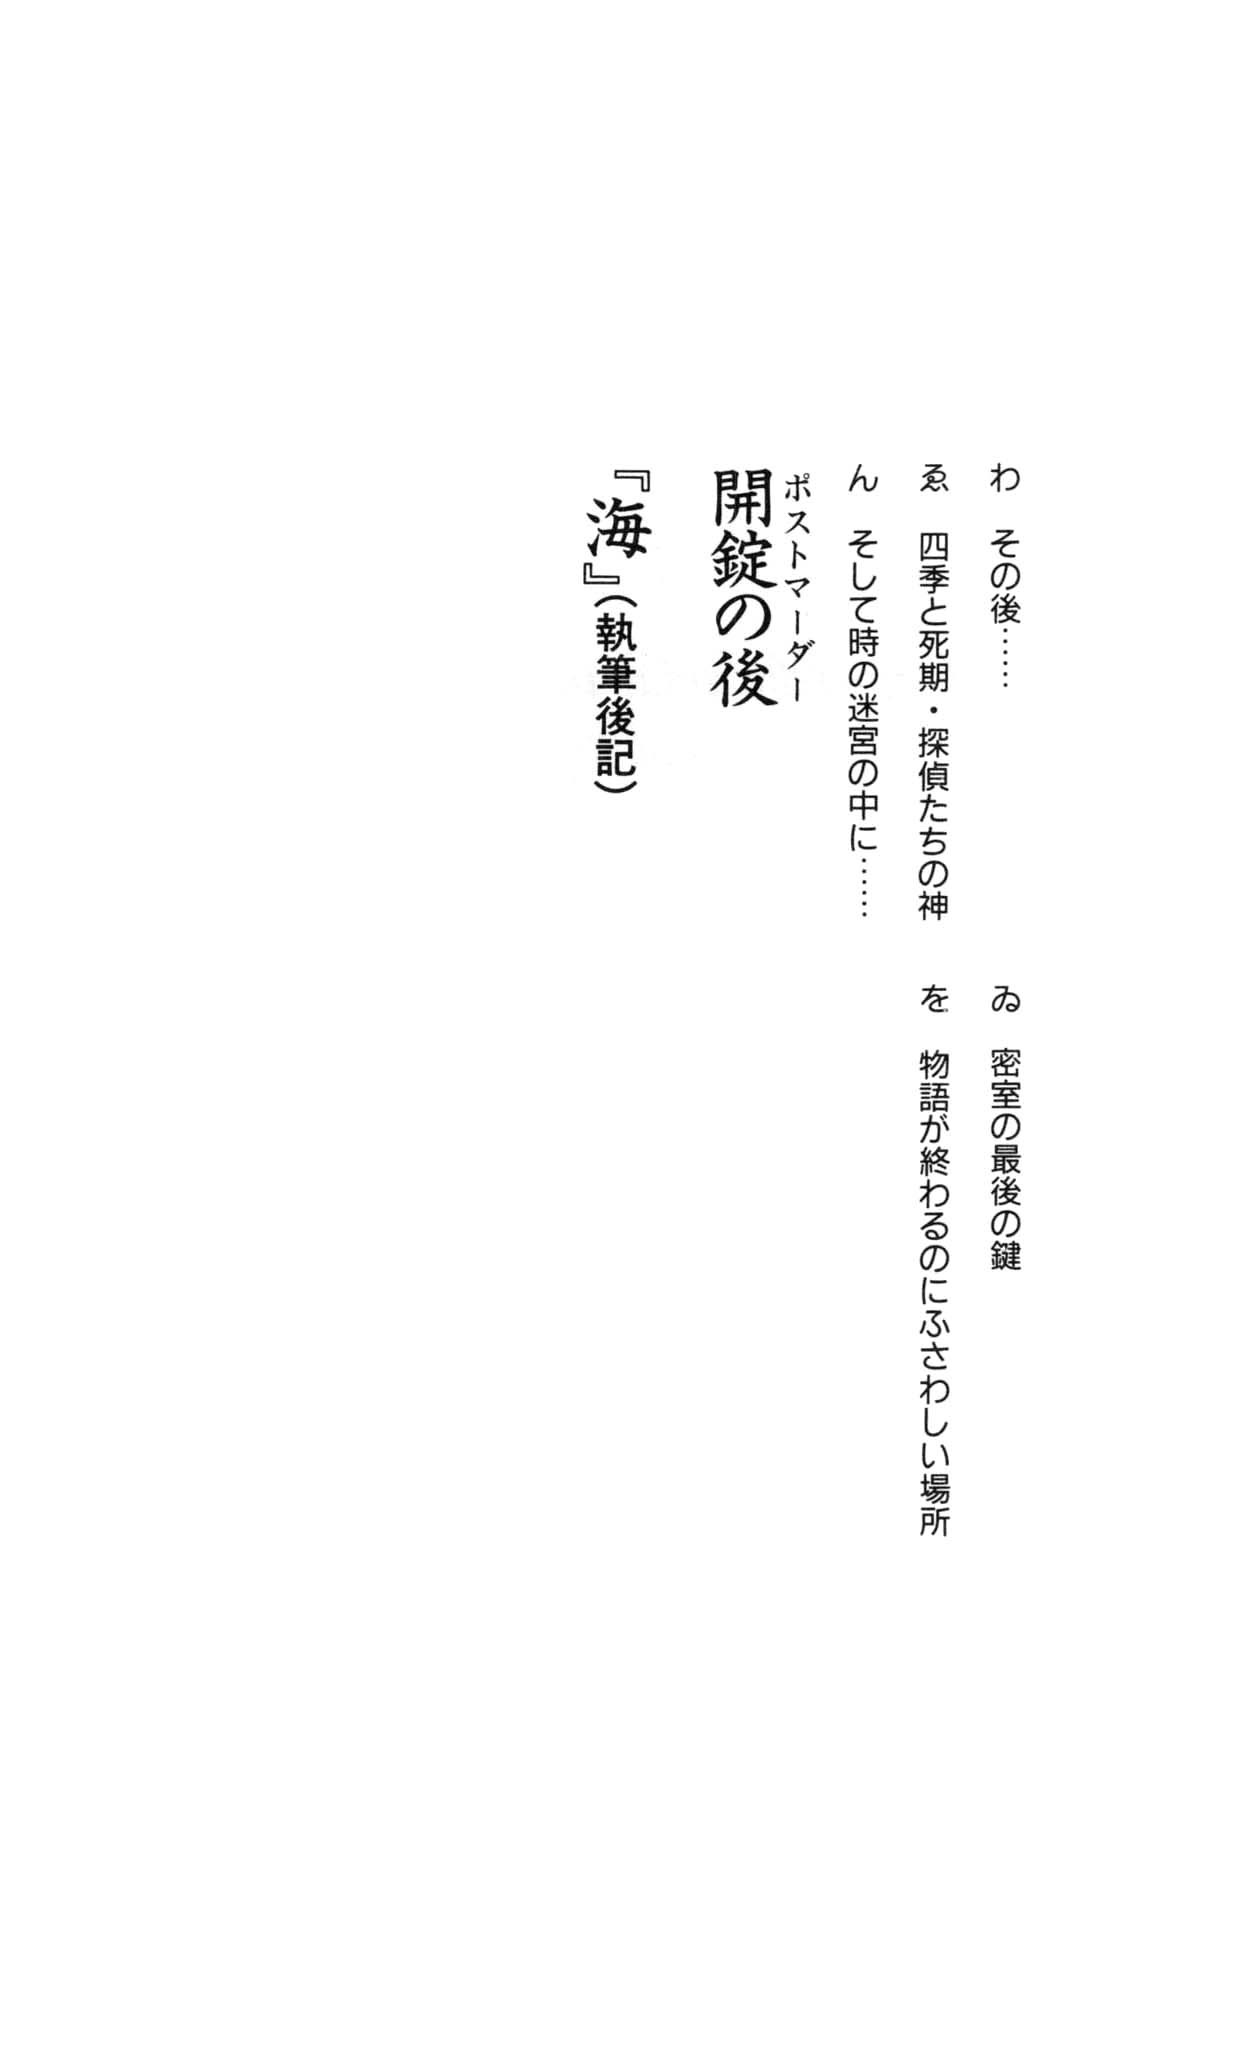 わ　その後……
ゐ　密室の最後の鍵
ゑ　四季と死期・探偵たちの神
を　物語が終わるのにふさわしい場所
ん　そして時の迷宮の中に……
ポストマーダー
開錠の後
『海』（執筆後記）